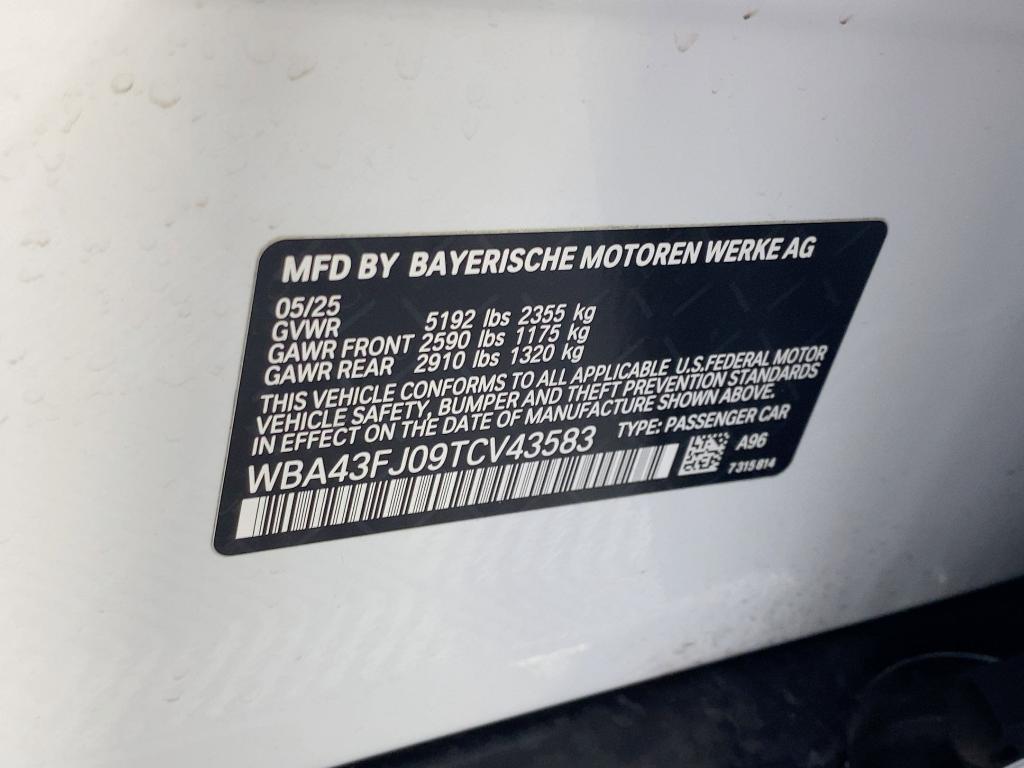 MFD BY BAYERISCHE MOTOREN WERKE AG
05/25
GVWR 5192 lbs 2355 kg
GAWR FRONT 2590 lbs 1175 kg
GAWR REAR 2910 lbs 1320 kg
THIS VEHICLE CONFORMS TO ALL APPLICABLE U.S.FEDERAL MOTOR
VEHICLE SAFETY, BUMPER AND THEFT PREVENTION STANDARDS
IN EFFECT ON THE DATE OF MANUFACTURE SHOWN ABOVE.
WBA43FJ09TCV43583 TYPE: PASSENGER CAR
A96
7315814